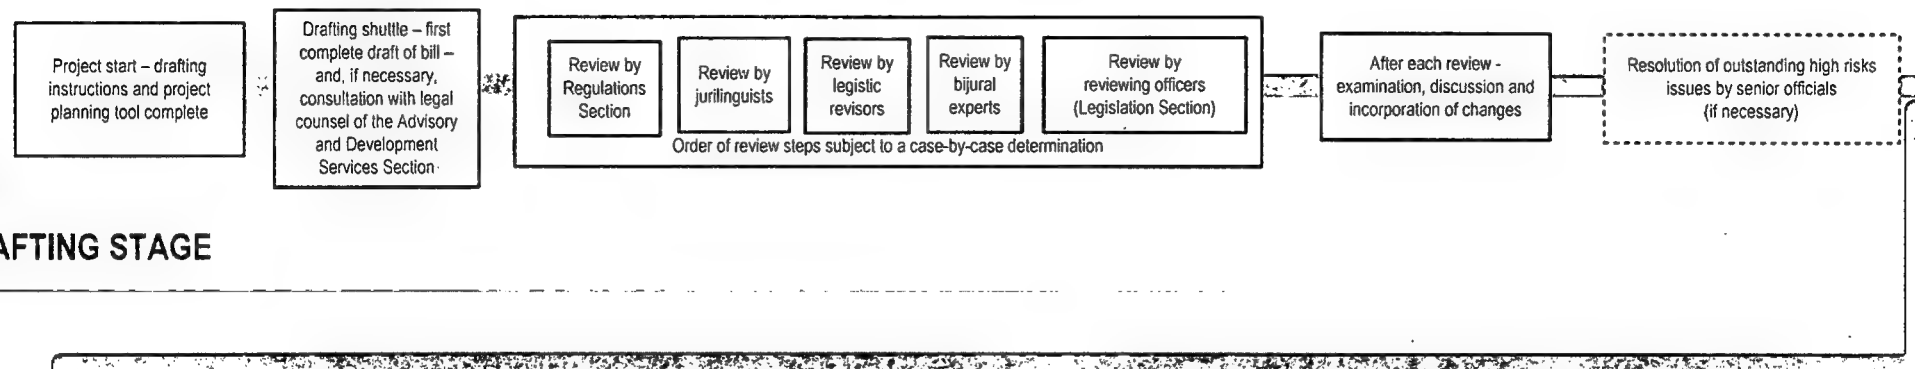 Project start – drafting
instructions and project
planning tool complete
Drafting shuttle – first
complete draft of bill –
and, if necessary,
consultation with legal
counsel of the Advisory
and Development
Services Section
Review by
Regulations
Section
Review by
jurilinguists
Review by
legistic
revisors
Review by
bijural
experts
Review by
reviewing officers
(Legislation Section)
Order of review steps subject to a case-by-case determination
After each review -
examination, discussion and
incorporation of changes
Resolution of outstanding high risks
issues by senior officials
(if necessary)
AFTING STAGE